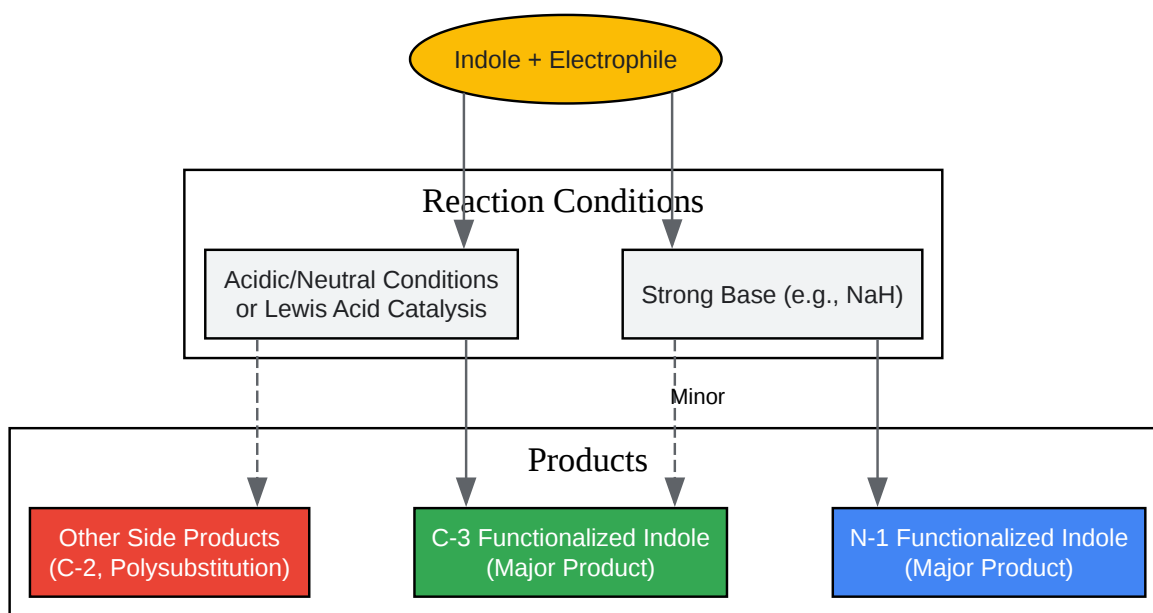 Indole + Electrophile
Reaction Conditions
Acidic/Neutral Conditions
or Lewis Acid Catalysis
Strong Base (e.g., NaH)
Minor
Products
Other Side Products
(C-2, Polysubstitution)
C-3 Functionalized Indole
(Major Product)
N-1 Functionalized Indole
(Major Product)